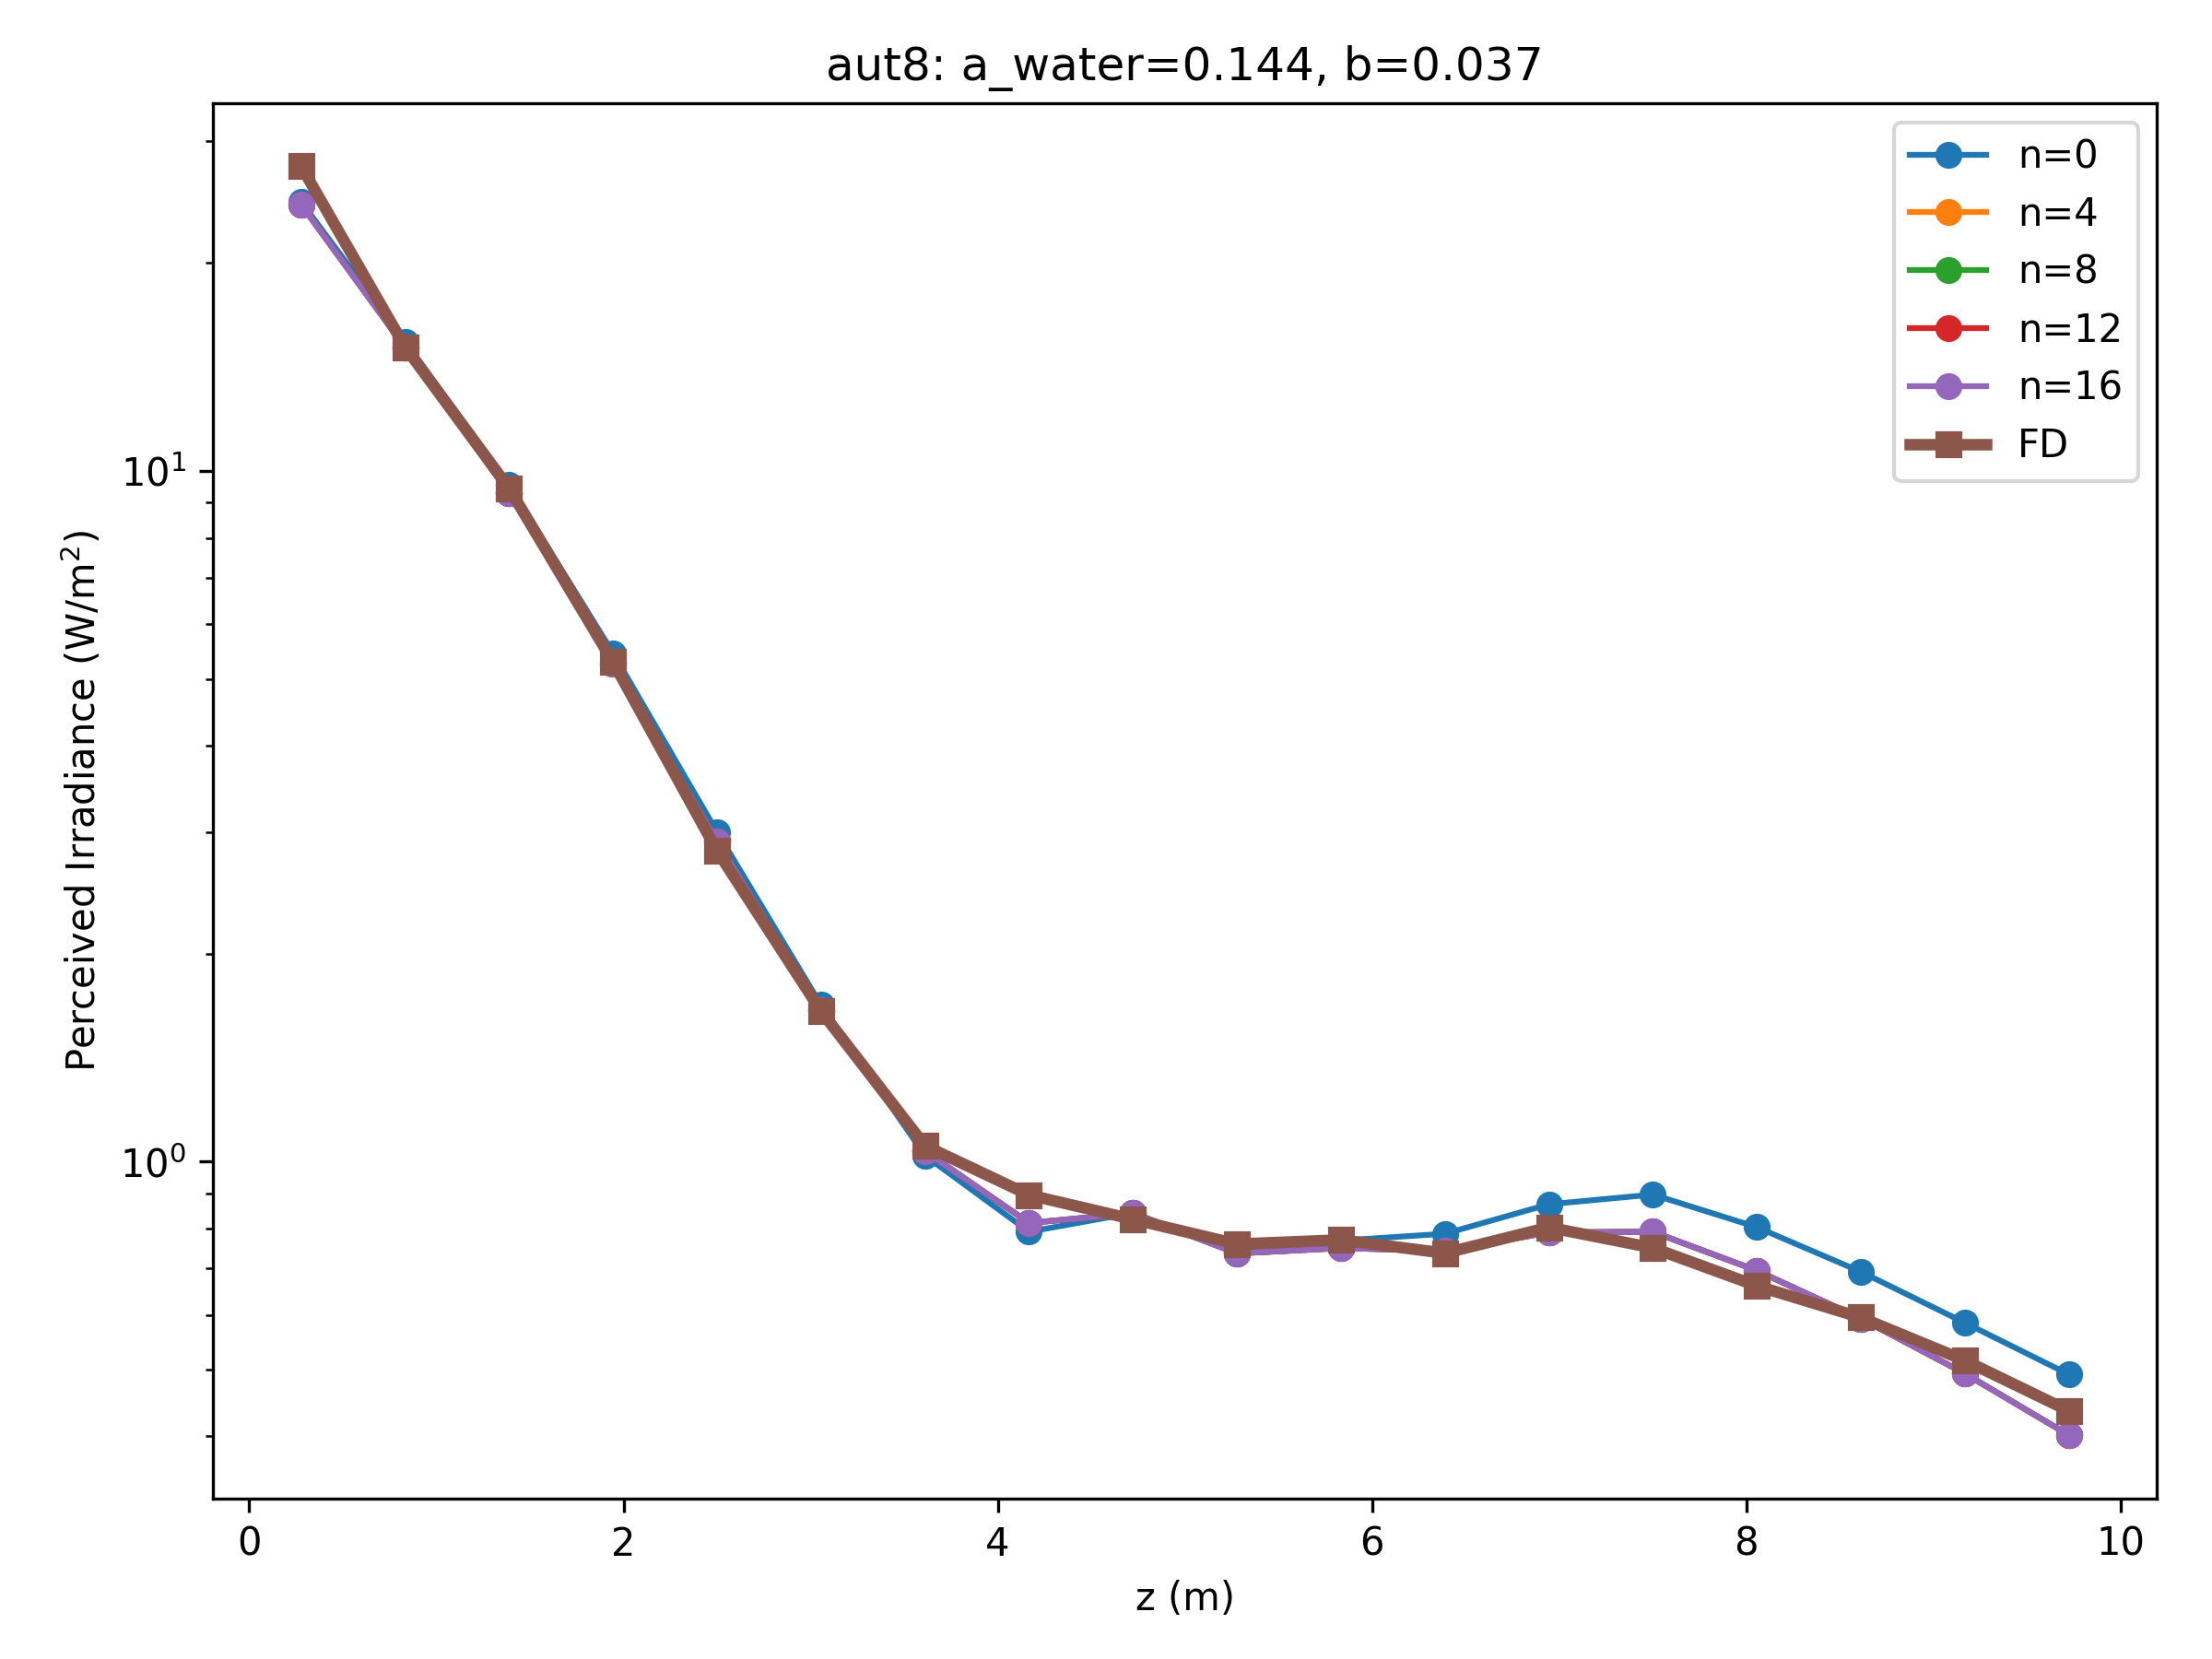 aut8: a_water=0.144, b=0.037
n=0
n=4
n=8
n=12
n=16
FD
Perceived Irradiance (W/m²)
10¹
10⁰
0 2 4 6 8 10
z (m)